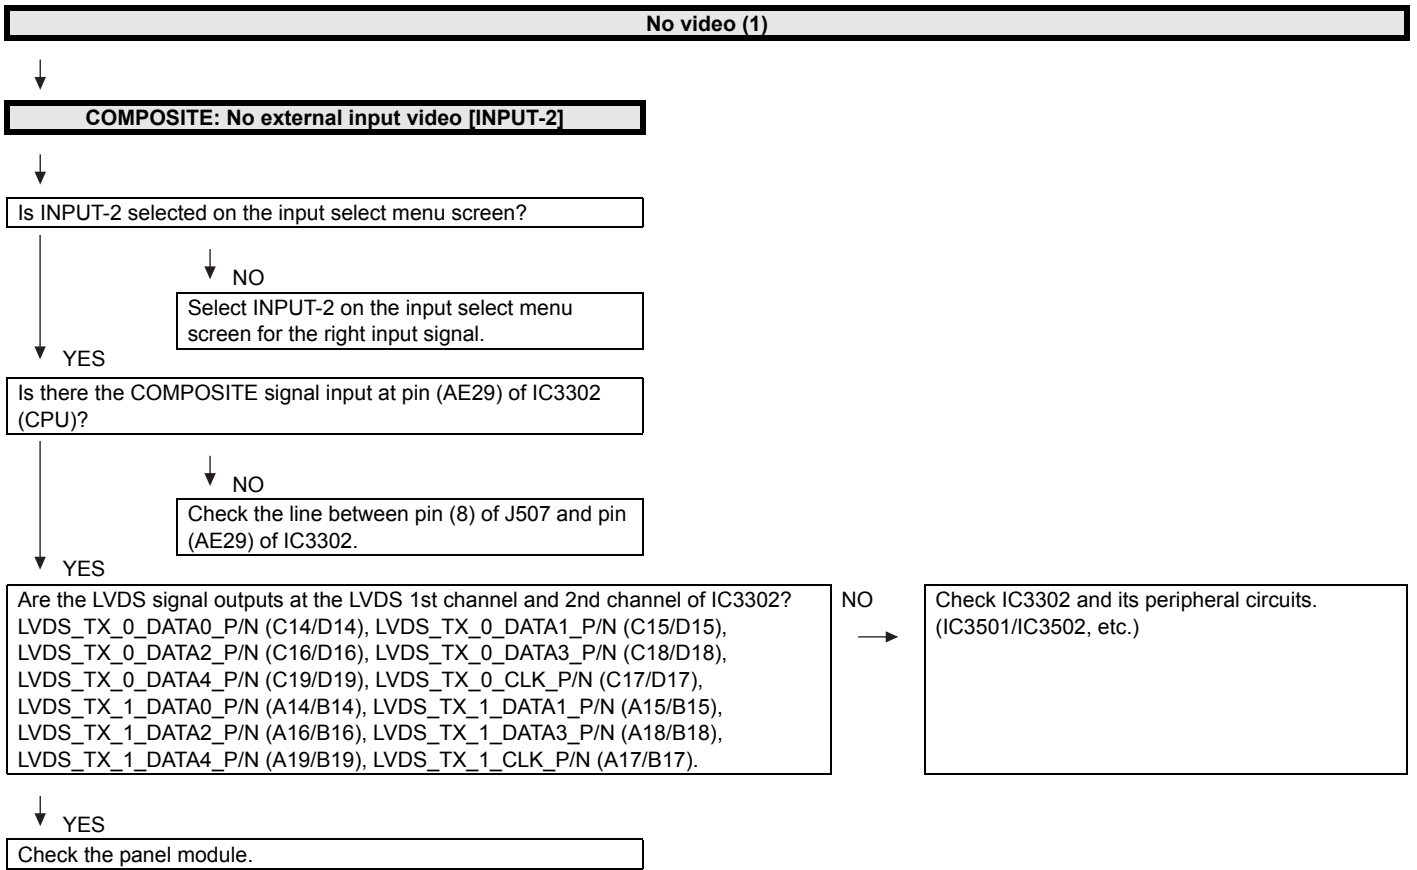 No video (1)
COMPOSITE: No external input video [INPUT-2]
Is INPUT-2 selected on the input select menu screen?
NO
Select INPUT-2 on the input select menu
screen for the right input signal.
YES
Is there the COMPOSITE signal input at pin (AE29) of IC3302
(CPU)?
NO
Check the line between pin (8) of J507 and pin
(AE29) of IC3302.
YES
Are the LVDS signal outputs at the LVDS 1st channel and 2nd channel of IC3302?
LVDS_TX_0_DATA0_P/N (C14/D14), LVDS_TX_0_DATA1_P/N (C15/D15),
LVDS_TX_0_DATA2_P/N (C16/D16), LVDS_TX_0_DATA3_P/N (C18/D18),
LVDS_TX_0_DATA4_P/N (C19/D19), LVDS_TX_0_CLK_P/N (C17/D17),
LVDS_TX_1_DATA0_P/N (A14/B14), LVDS_TX_1_DATA1_P/N (A15/B15),
LVDS_TX_1_DATA2_P/N (A16/B16), LVDS_TX_1_DATA3_P/N (A18/B18),
LVDS_TX_1_DATA4_P/N (A19/B19), LVDS_TX_1_CLK_P/N (A17/B17).
NO
Check IC3302 and its peripheral circuits.
(IC3501/IC3502, etc.)
YES
Check the panel module.